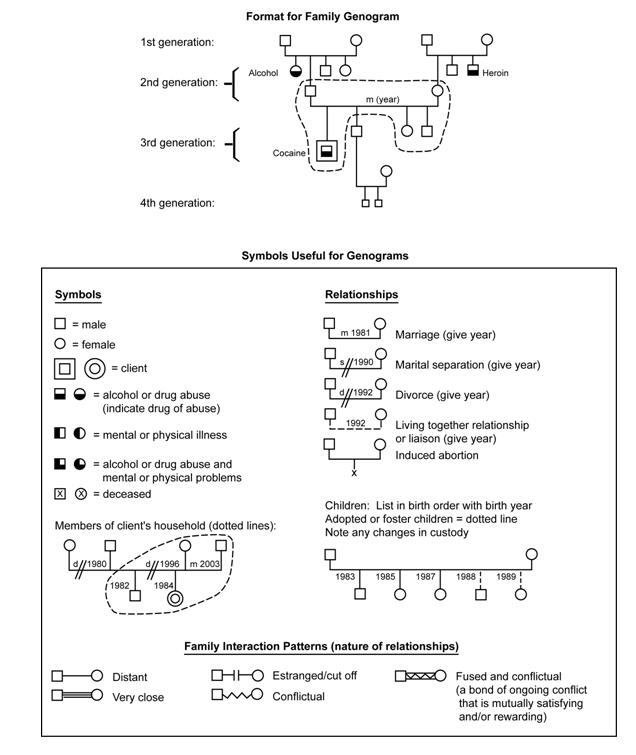 Format for Family Genogram
1st generation:
Alcohol
Heroin
2nd generation:
m (year)
3rd generation:
Cocaine
4th generation:
Symbols Useful for Genograms
Symbols
= male
= female
= client
= alcohol or drug abuse
(indicate drug of abuse)
= mental or physical illness
= alcohol or drug abuse and
mental or physical problems
X X = deceased
Members of client's household (dotted lines):
d 1980 d 1996 m 2003
1982 1984
Relationships
m 1981 Marriage (give year)
s 1990 Marital separation (give year)
d 1992 Divorce (give year)
1992 Living together relationship
or liaison (give year)
Induced abortion
X
Children: List in birth order with birth year
Adopted or foster children = dotted line
Note any changes in custody
1983 1985 1987 1988 1989
Family Interaction Patterns (nature of relationships)
Distant
Very close
Estranged/cut off
Conflictual
Fused and conflictual
(a bond of ongoing conflict
that is mutually satisfying
and/or rewarding)